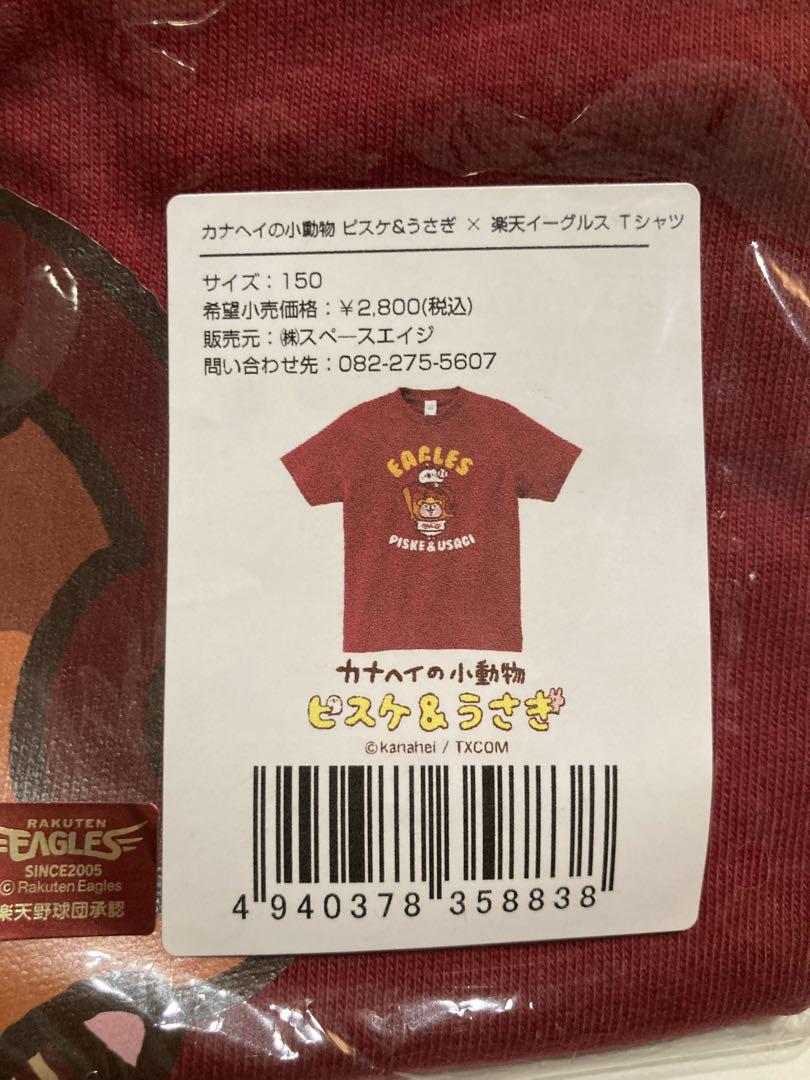 カナヘイの小動物 ピスケ&うさぎ × 楽天イーグルス Tシャツ
サイズ：150
希望小売価格：￥2,800(税込)
販売元：㈱スペースエイジ
問い合わせ先：082-275-5607
EAGLES
PISKE & USAGI
カナヘイの小動物
ピスケ&うさぎ
©kanahei / TXCOM
4 940378 358838
RAKUTEN
EAGLES
SINCE2005
© Rakuten Eagles
楽天野球団承認